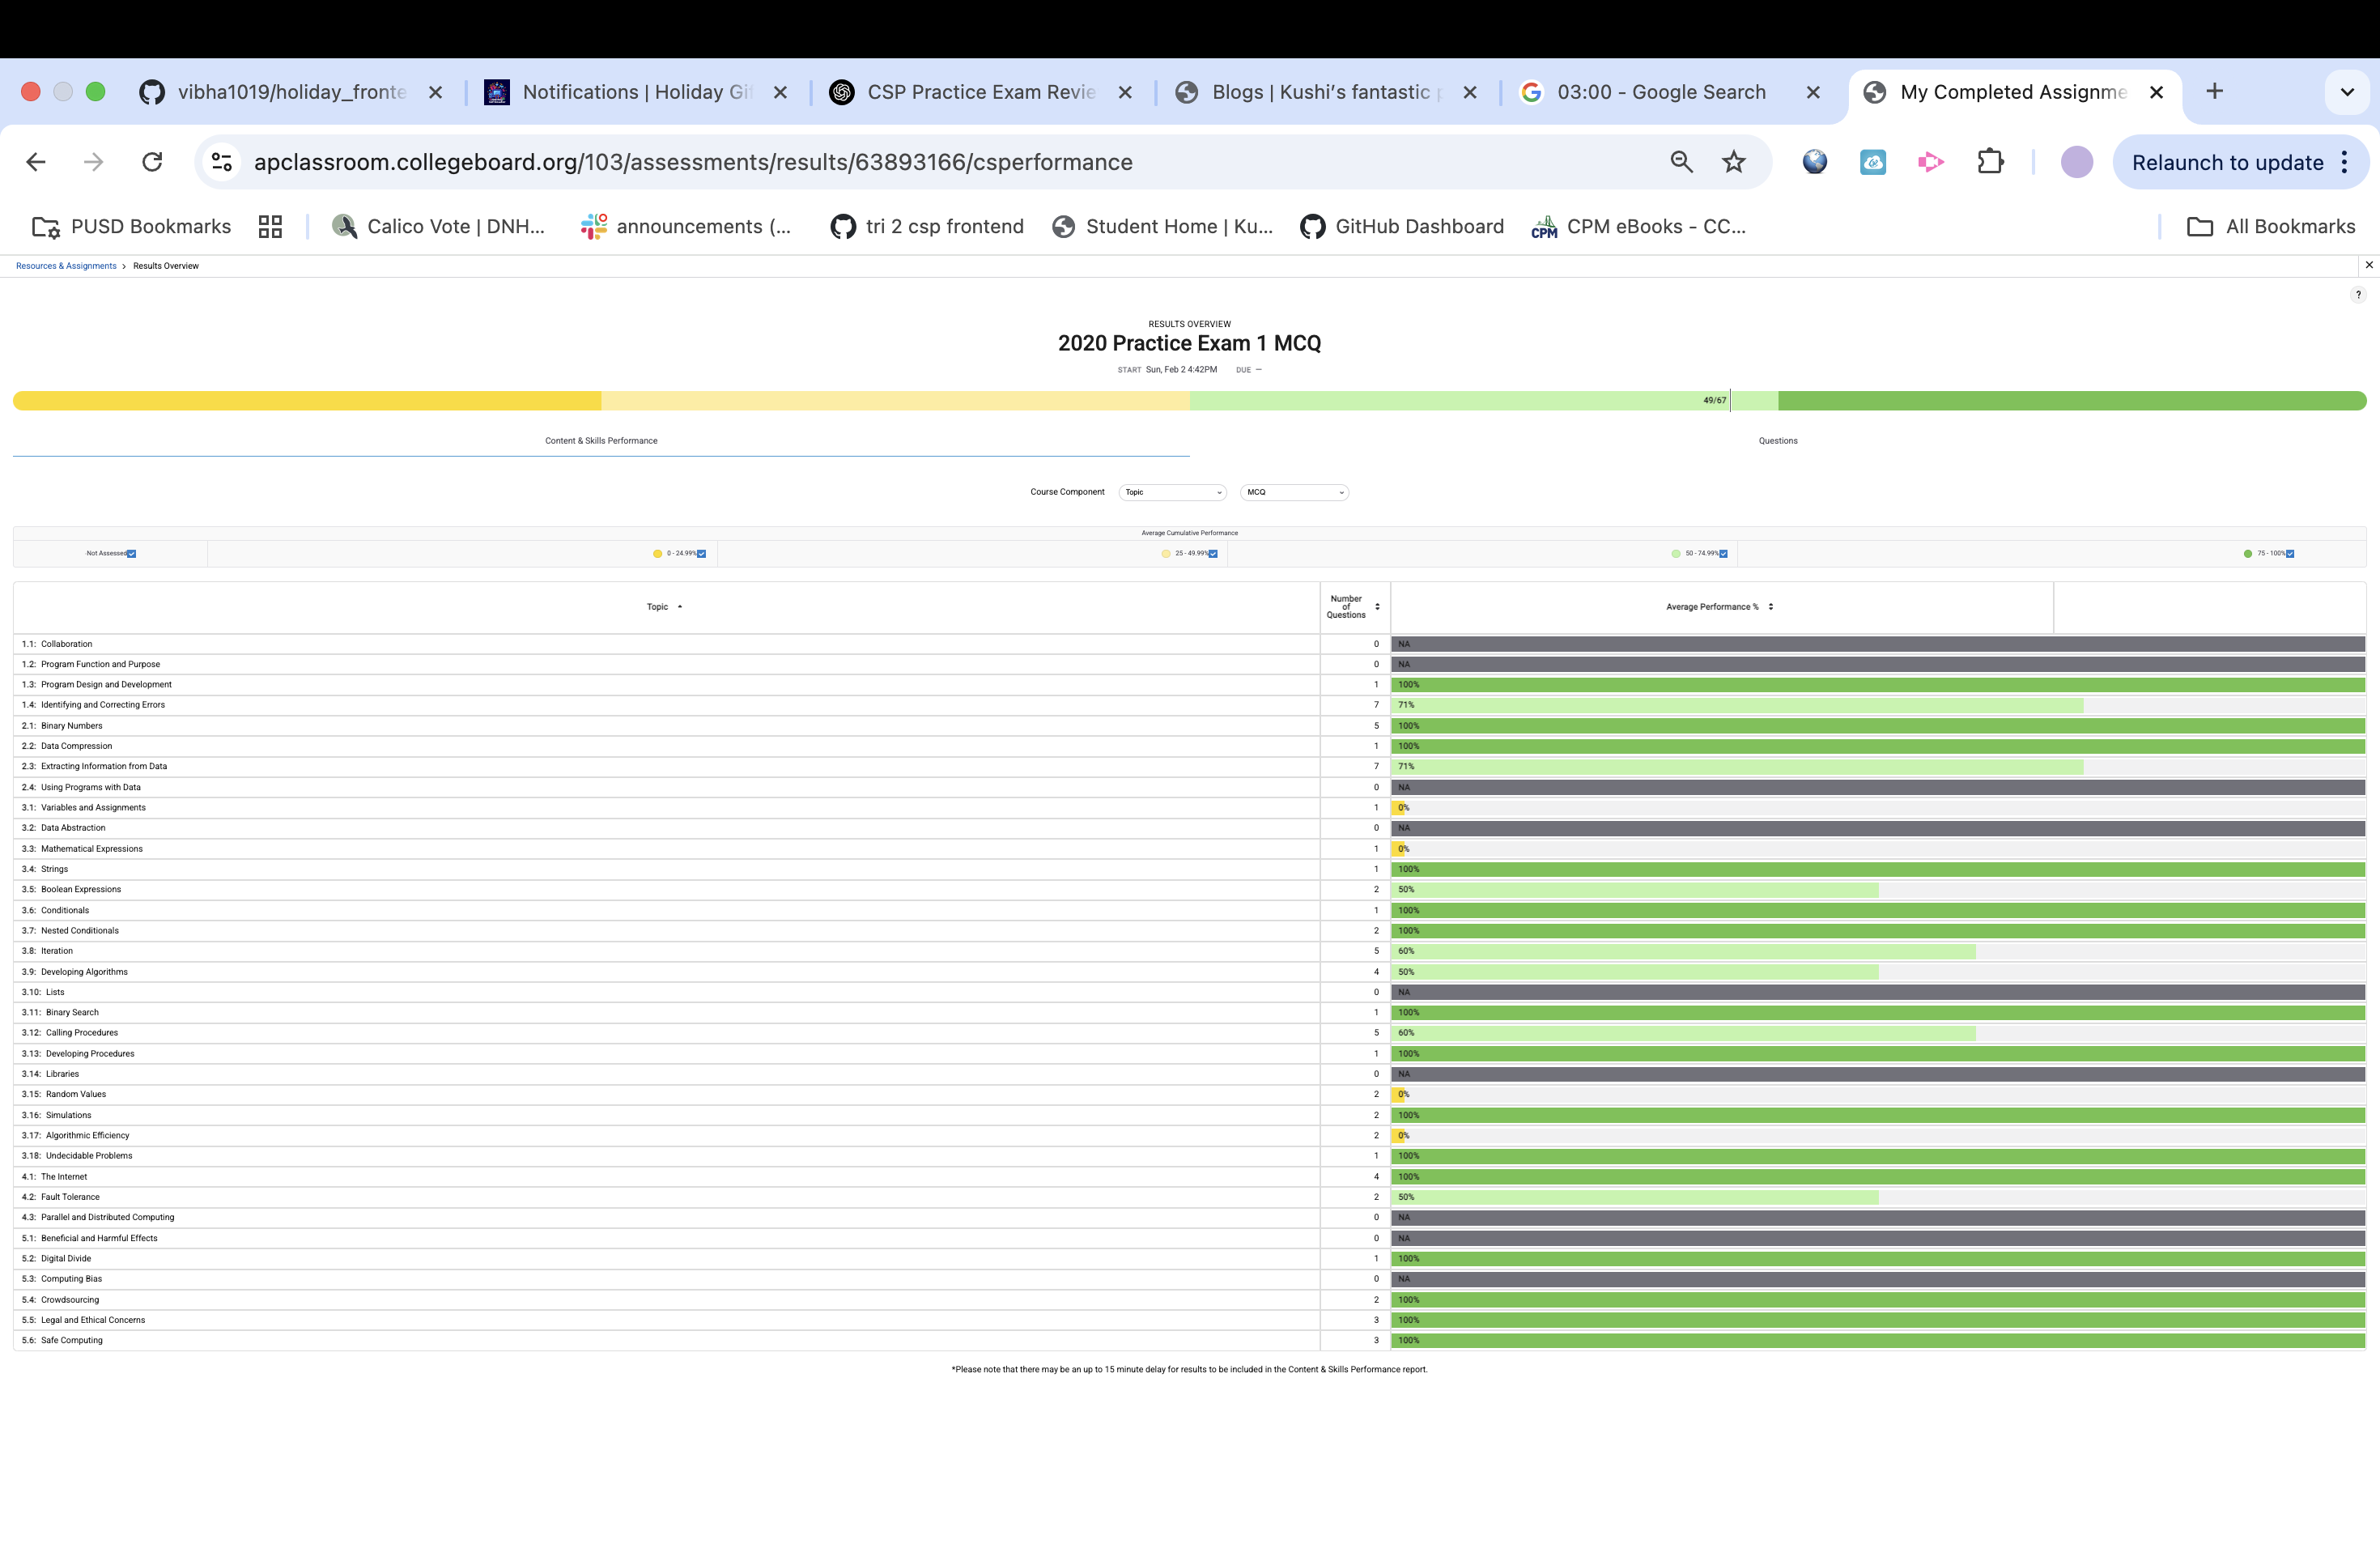 vibha1019/holiday_fronte
Notifications | Holiday Gi
CSP Practice Exam Revie
Blogs | Kushi's fantastic
03:00 - Google Search
My Completed Assignme
apclassroom.collegeboard.org/103/assessments/results/63893166/csperformance
Relaunch to update
PUSD Bookmarks
Calico Vote | DNH...
announcements (...
tri 2 csp frontend
Student Home | Ku...
GitHub Dashboard
CPM
CPM eBooks - CC...
All Bookmarks
Resources & Assignments > Results Overview
?
RESULTS OVERVIEW
2020 Practice Exam 1 MCQ
START Sun, Feb 2 4:42PM DUE —
49/67
Content & Skills Performance Questions
Course Component Topic MCQ
Average Cumulative Performance
Not Assessed 0 - 24.99% 25 - 49.99% 50 - 74.99% 75 - 100%
Topic Number of Questions Average Performance %
1.1: Collaboration 0 NA
1.2: Program Function and Purpose 0 NA
1.3: Program Design and Development 1 100%
1.4: Identifying and Correcting Errors 7 71%
2.1: Binary Numbers 5 100%
2.2: Data Compression 1 100%
2.3: Extracting Information from Data 7 71%
2.4: Using Programs with Data 0 NA
3.1: Variables and Assignments 1 0%
3.2: Data Abstraction 0 NA
3.3: Mathematical Expressions 1 0%
3.4: Strings 1 100%
3.5: Boolean Expressions 2 50%
3.6: Conditionals 1 100%
3.7: Nested Conditionals 2 100%
3.8: Iteration 5 60%
3.9: Developing Algorithms 4 50%
3.10: Lists 0 NA
3.11: Binary Search 1 100%
3.12: Calling Procedures 5 60%
3.13: Developing Procedures 1 100%
3.14: Libraries 0 NA
3.15: Random Values 2 0%
3.16: Simulations 2 100%
3.17: Algorithmic Efficiency 2 0%
3.18: Undecidable Problems 1 100%
4.1: The Internet 4 100%
4.2: Fault Tolerance 2 50%
4.3: Parallel and Distributed Computing 0 NA
5.1: Beneficial and Harmful Effects 0 NA
5.2: Digital Divide 1 100%
5.3: Computing Bias 0 NA
5.4: Crowdsourcing 2 100%
5.5: Legal and Ethical Concerns 3 100%
5.6: Safe Computing 3 100%
*Please note that there may be an up to 15 minute delay for results to be included in the Content & Skills Performance report.